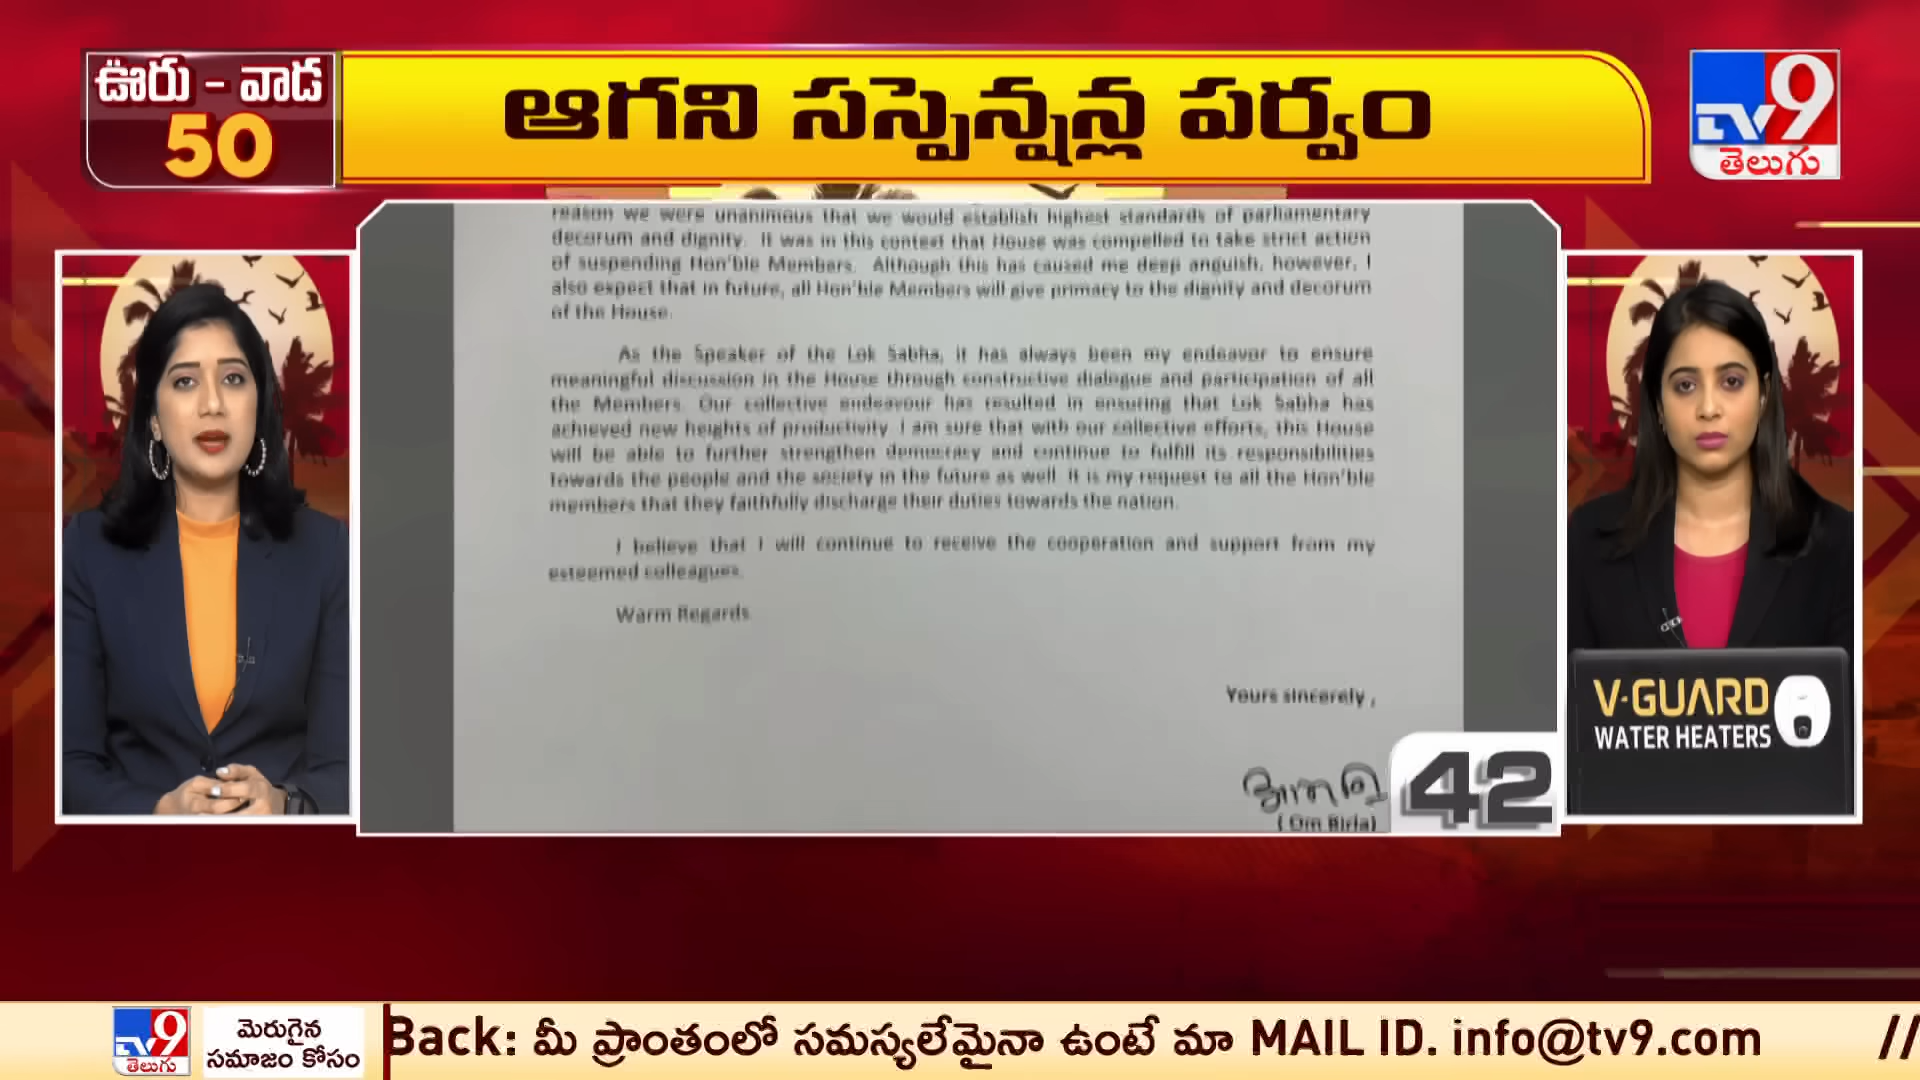 ఊరు - వాడ
50
ఆగని సస్పెన్షన్ల పర్వం
TV9
తెలుగు
reason we were unanimous that we would establish highest standards of parliamentary
decorum and dignity. It was in this context that House was compelled to take strict action
of suspending Hon'ble Members. Although this has caused me deep anguish, however, I
also expect that in future, all Hon'ble Members will give primacy to the dignity and decorum
of the House.
As the Speaker of the Lok Sabha, it has always been my endeavor to ensure
meaningful discussion in the House through constructive dialogue and participation of all
the Members. Our collective endeavour has resulted in ensuring that Lok Sabha has
achieved new heights of productivity. I am sure that with our collective efforts, this House
will be able to further strengthen democracy and continue to fulfill its responsibilities
towards the people and the society in the future as well. It is my request to all the Hon'ble
members that they faithfully discharge their duties towards the nation.
I believe that I will continue to receive the cooperation and support from my
esteemed colleagues.
Warm Regards
Yours sincerely,
(Om Birla)
42
V-GUARD
WATER HEATERS
TV9
తెలుగు
మెరుగైన
సమాజం కోసం
Back: మీ ప్రాంతంలో సమస్యలేమైనా ఉంటే మా MAIL ID. info@tv9.com //